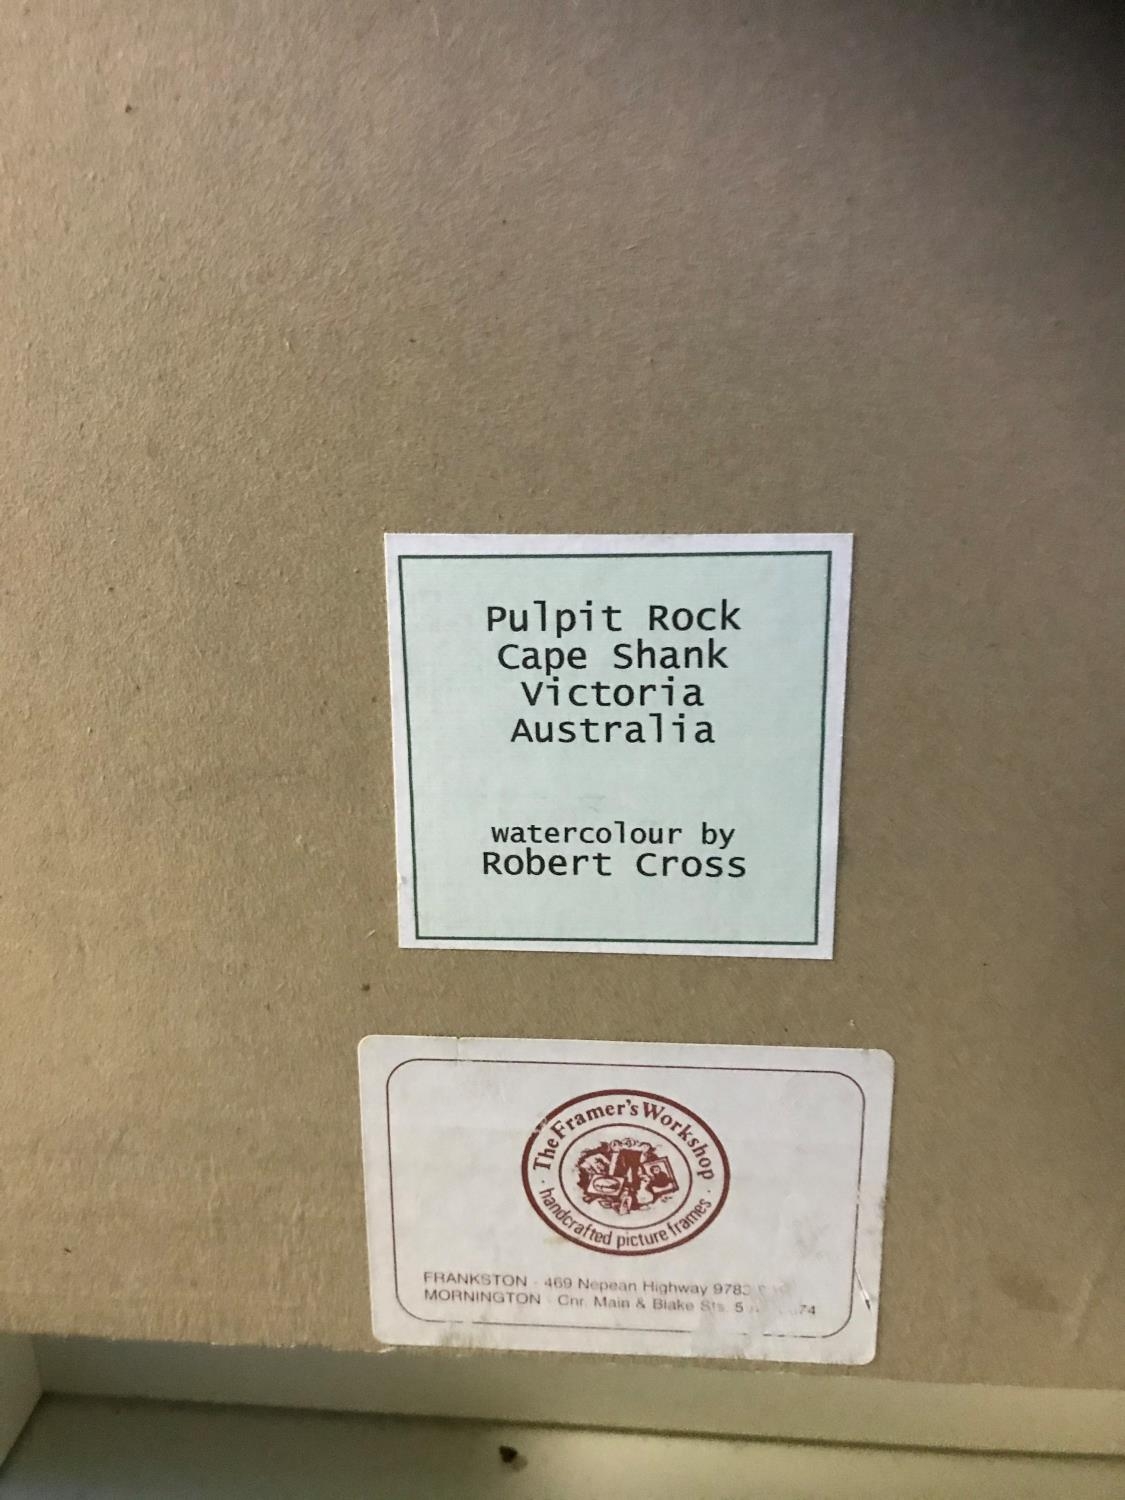 Pulpit Rock
Cape Shank
Victoria
Australia
watercolour by
Robert Cross
The Framer's Workshop
handcrafted picture frames
FRANKSTON - 469 Nepean Highway
MORNINGTON - Cnr. Main & Blake Sts.